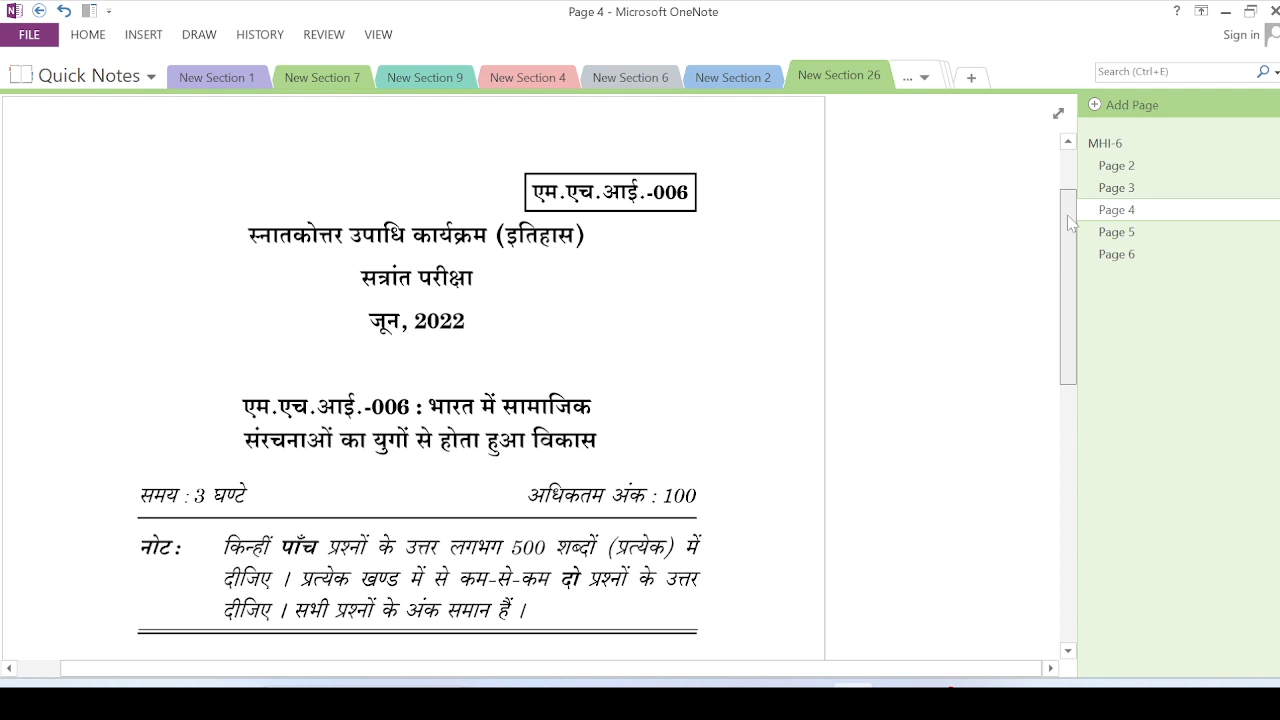 Page 4 - Microsoft OneNote
?
FILE HOME INSERT DRAW HISTORY REVIEW VIEW
Sign in
Quick Notes New Section 1 New Section 7 New Section 9 New Section 4 New Section 6 New Section 2 New Section 26 ... +
Search (Ctrl+E)
Add Page
MHI-6
Page 2
Page 3
Page 4
Page 5
Page 6
एम.एच.आई.-006
स्नातकोत्तर उपाधि कार्यक्रम (इतिहास)
सत्रांत परीक्षा
जून, 2022
एम.एच.आई.-006 : भारत में सामाजिक
संरचनाओं का युगों से होता हुआ विकास
समय : 3 घण्टे अधिकतम अंक : 100
नोट : किन्हीं पाँच प्रश्नों के उत्तर लगभग 500 शब्दों (प्रत्येक) में
दीजिए । प्रत्येक खण्ड में से कम-से-कम दो प्रश्नों के उत्तर
दीजिए । सभी प्रश्नों के अंक समान हैं ।